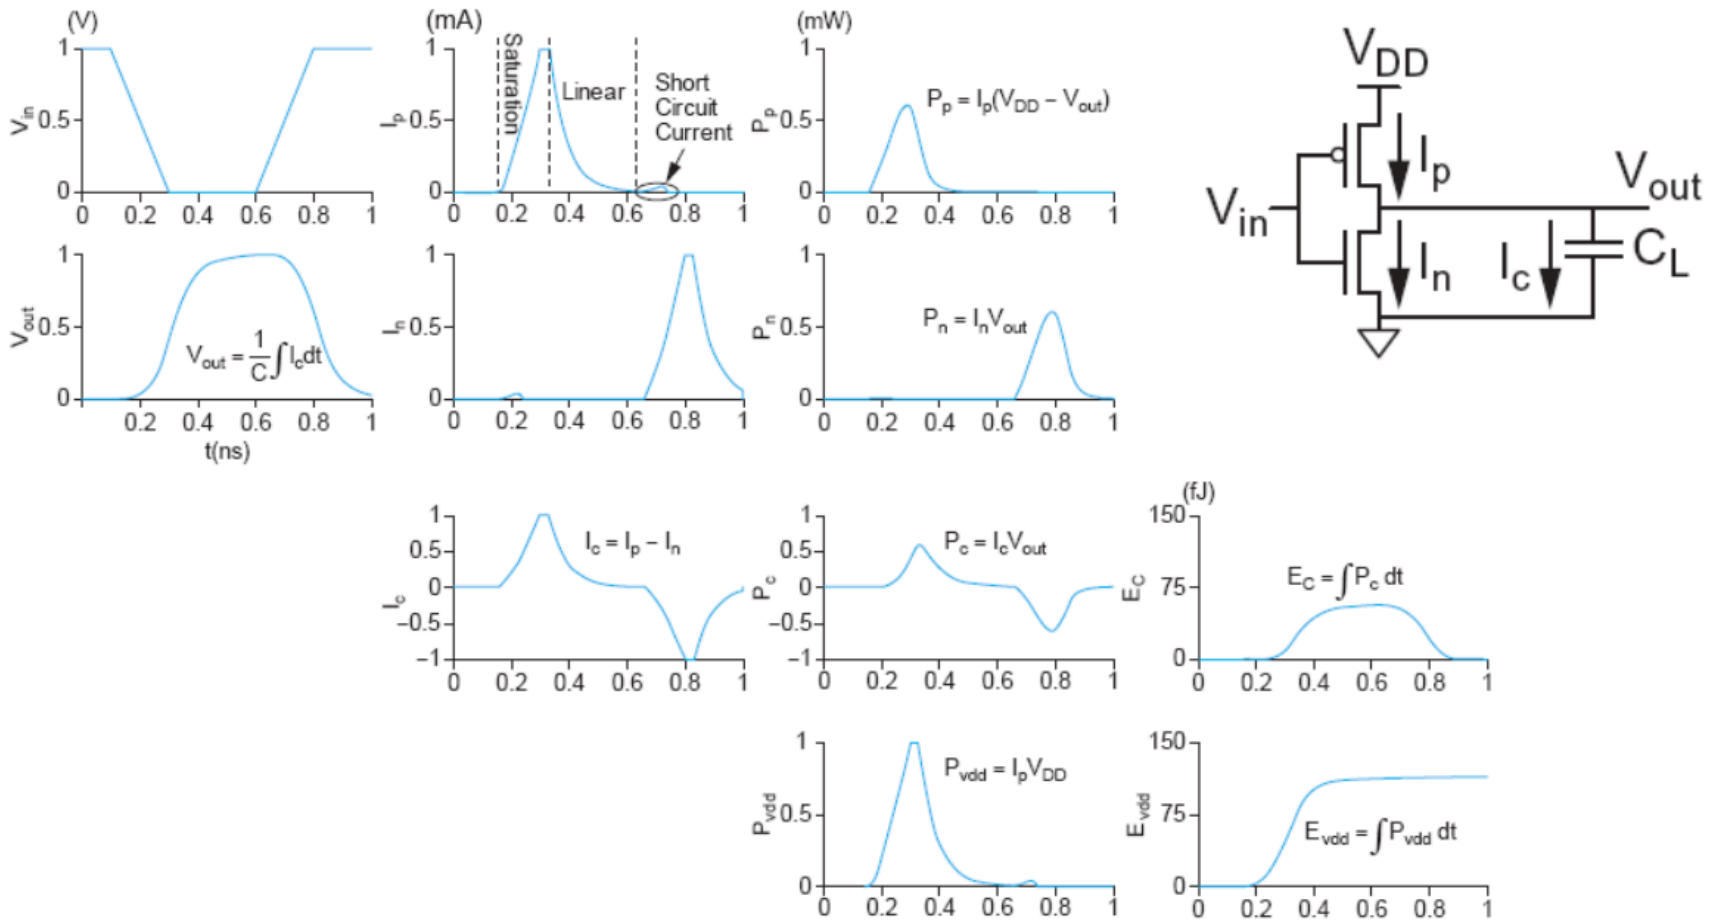 (V)
1
0.5
0
V_in
0 0.2 0.4 0.6 0.8 1
(mA)
1
0.5
0
I_p
Saturation
Linear
Short
Circuit
Current
0 0.2 0.4 0.6 0.8 1
(mW)
1
0.5
0
P_p
P_p = I_p(V_DD – V_out)
0 0.2 0.4 0.6 0.8 1
V_DD
I_p
V_in
V_out
I_n
I_c
C_L
1
0.5
0
V_out
V_out = 1/C ∫I_c dt
0 0.2 0.4 0.6 0.8 1
t(ns)
1
0.5
0
I_n
0 0.2 0.4 0.6 0.8 1
1
0.5
0
P_n
P_n = I_nV_out
0 0.2 0.4 0.6 0.8 1
1
0.5
0
–0.5
–1
I_c
I_c = I_p – I_n
0 0.2 0.4 0.6 0.8 1
1
0.5
0
–0.5
–1
P_c
P_c = I_cV_out
0 0.2 0.4 0.6 0.8 1
(fJ)
150
75
0
E_C
E_C = ∫P_c dt
0 0.2 0.4 0.6 0.8 1
1
0.5
0
P_vdd
P_vdd = I_pV_DD
0 0.2 0.4 0.6 0.8 1
150
75
0
E_vdd
E_vdd = ∫P_vdd dt
0 0.2 0.4 0.6 0.8 1